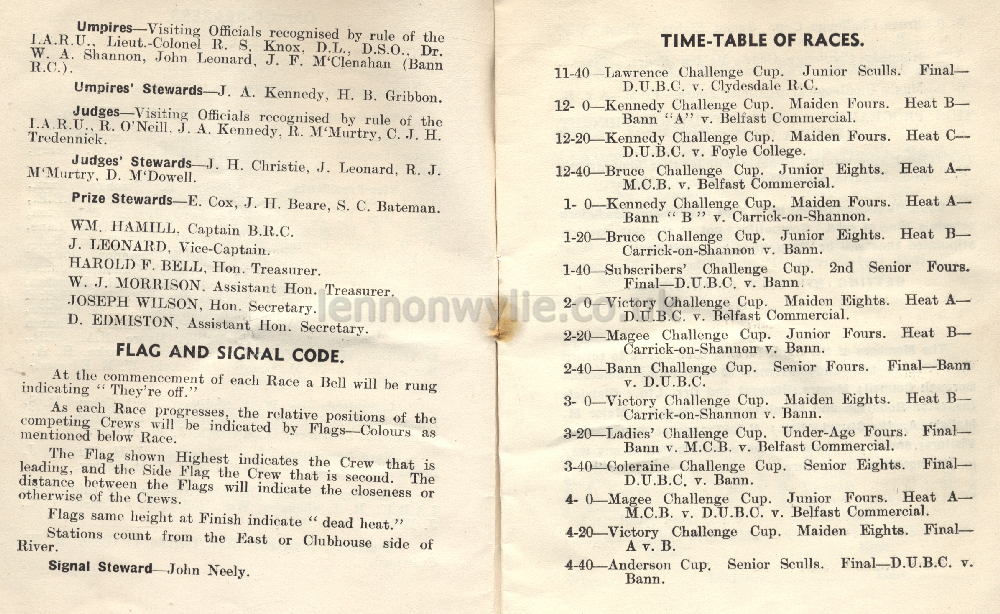 Umpires—Visiting Officials recognised by rule of the
I.A.R.U., Lieut.-Colonel R. S. Knox, D.L., D.S.O., Dr.
W. A. Shannon, John Leonard, J. F. M'Clenahan (Bann
R.C.).
Umpires' Stewards—J. A. Kennedy, H. B. Gribbon.
Judges—Visiting Officials recognised by rule of the
I.A.R.U., R. O'Neill, J. A. Kennedy, R. M'Murtry, C. J. H.
Tredennick.
Judges' Stewards—J. H. Christie, J. Leonard, R. J.
M'Murtry, D. M'Dowell.
Prize Stewards—E. Cox, J. H. Beare, S. C. Bateman.
WM. HAMILL, Captain B.R.C.
J. LEONARD, Vice-Captain.
HAROLD F. BELL, Hon. Treasurer.
W. J. MORRISON, Assistant Hon. Treasurer.
JOSEPH WILSON, Hon. Secretary.
D. EDMISTON, Assistant Hon. Secretary.
FLAG AND SIGNAL CODE.
At the commencement of each Race a Bell will be rung
indicating "They're off."
As each Race progresses, the relative positions of the
competing Crews will be indicated by Flags—Colours as
mentioned below Race.
The Flag shown Highest indicates the Crew that is
leading, and the Side Flag the Crew that is second. The
distance between the Flags will indicate the closeness or
otherwise of the Crews.
Flags same height at Finish indicate "dead heat."
Stations count from the East or Clubhouse side of
River.
Signal Steward—John Neely.
TIME-TABLE OF RACES.
11-40—Lawrence Challenge Cup. Junior Sculls. Final—
D.U.B.C. v. Clydesdale R.C.
12- 0—Kennedy Challenge Cup. Maiden Fours. Heat B—
Bann "A" v. Belfast Commercial.
12-20—Kennedy Challenge Cup. Maiden Fours. Heat C—
D.U.B.C. v. Foyle College.
12-40—Bruce Challenge Cup. Junior Eights. Heat A—
M.C.B. v. Belfast Commercial.
1- 0—Kennedy Challenge Cup. Maiden Fours. Heat A—
Bann "B" v. Carrick-on-Shannon.
1-20—Bruce Challenge Cup. Junior Eights. Heat B—
Carrick-on-Shannon v. Bann.
1-40—Subscribers' Challenge Cup. 2nd Senior Fours.
Final—D.U.B.C. v. Bann.
2- 0—Victory Challenge Cup. Maiden Eights. Heat A—
D.U.B.C. v. Belfast Commercial.
2-20—Magee Challenge Cup. Junior Fours. Heat B—
Carrick-on-Shannon v. Bann.
2-40—Bann Challenge Cup. Senior Fours. Final—Bann
v. D.U.B.C.
3- 0—Victory Challenge Cup. Maiden Eights. Heat B—
Carrick-on-Shannon v. Bann.
3-20—Ladies' Challenge Cup. Under-Age Fours. Final—
Bann v. M.C.B. v. Belfast Commercial.
3-40—Coleraine Challenge Cup. Senior Eights. Final—
D.U.B.C. v. Bann.
4- 0—Magee Challenge Cup. Junior Fours. Heat A—
M.C.B. v. D.U.B.C. v. Belfast Commercial.
4-20—Victory Challenge Cup. Maiden Eights. Final—
A v. B.
4-40—Anderson Cup. Senior Sculls. Final—D.U.B.C. v.
Bann.